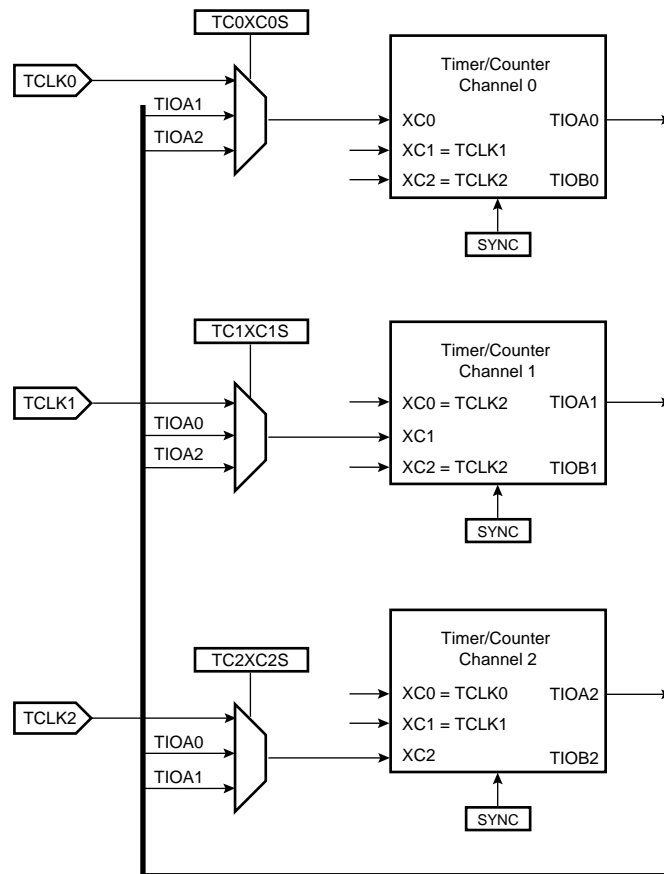 TC0XC0S
TCLK0
TIOA1
TIOA2
Timer/Counter
Channel 0
XC0
TIOA0
XC1 = TCLK1
XC2 = TCLK2
TIOB0
SYNC
TC1XC1S
TCLK1
TIOA0
TIOA2
Timer/Counter
Channel 1
XC0 = TCLK2
TIOA1
XC1
XC2 = TCLK2
TIOB1
SYNC
TC2XC2S
TCLK2
TIOA0
TIOA1
Timer/Counter
Channel 2
XC0 = TCLK0
TIOA2
XC1 = TCLK1
XC2
TIOB2
SYNC